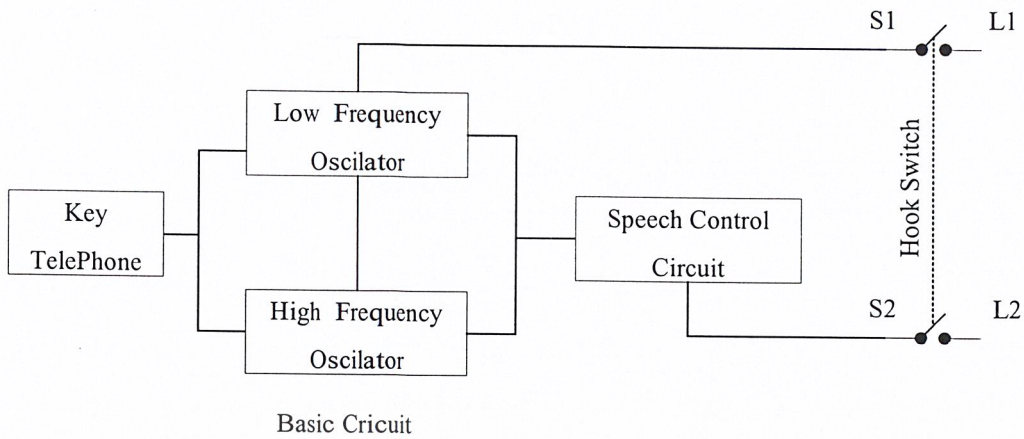 S1
L1
Low Frequency
Oscilator
Key
TelePhone
Speech Control
Circuit
Hook Switch
High Frequency
Oscilator
S2
L2
Basic Cricuit